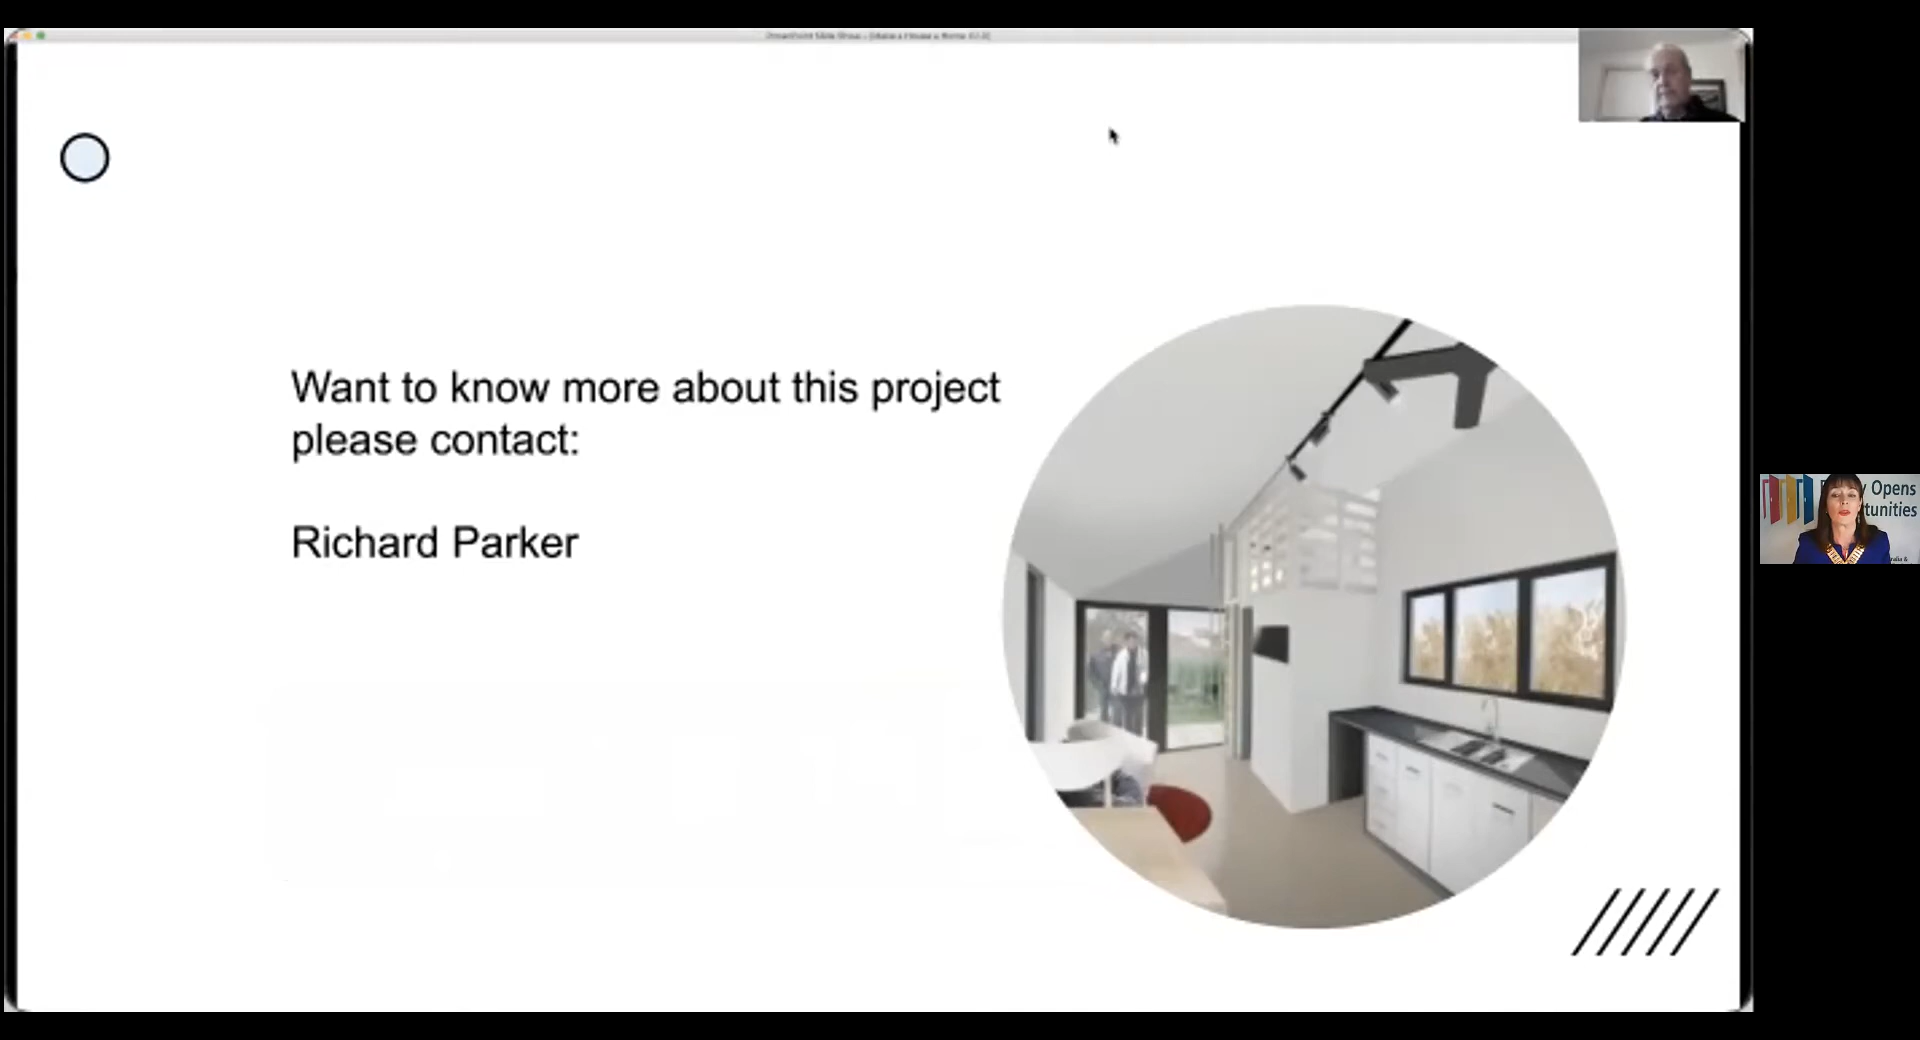 Want to know more about this project
please contact:
Richard Parker
Opens
tunities